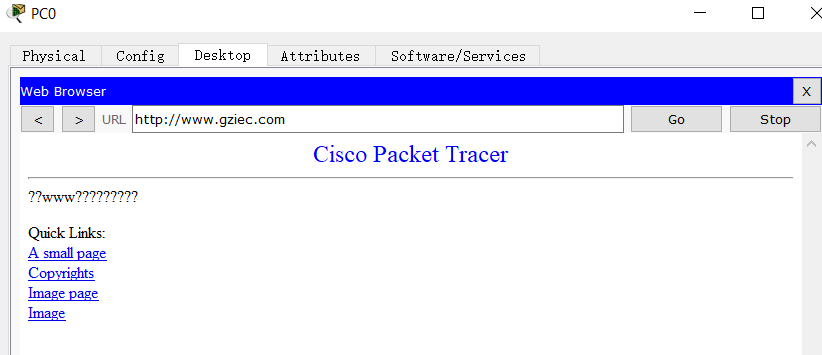 PC0
Physical Config Desktop Attributes Software/Services
Web Browser X
< > URL http://www.gziec.com Go Stop
Cisco Packet Tracer
??www?????????
Quick Links:
A small page
Copyrights
Image page
Image